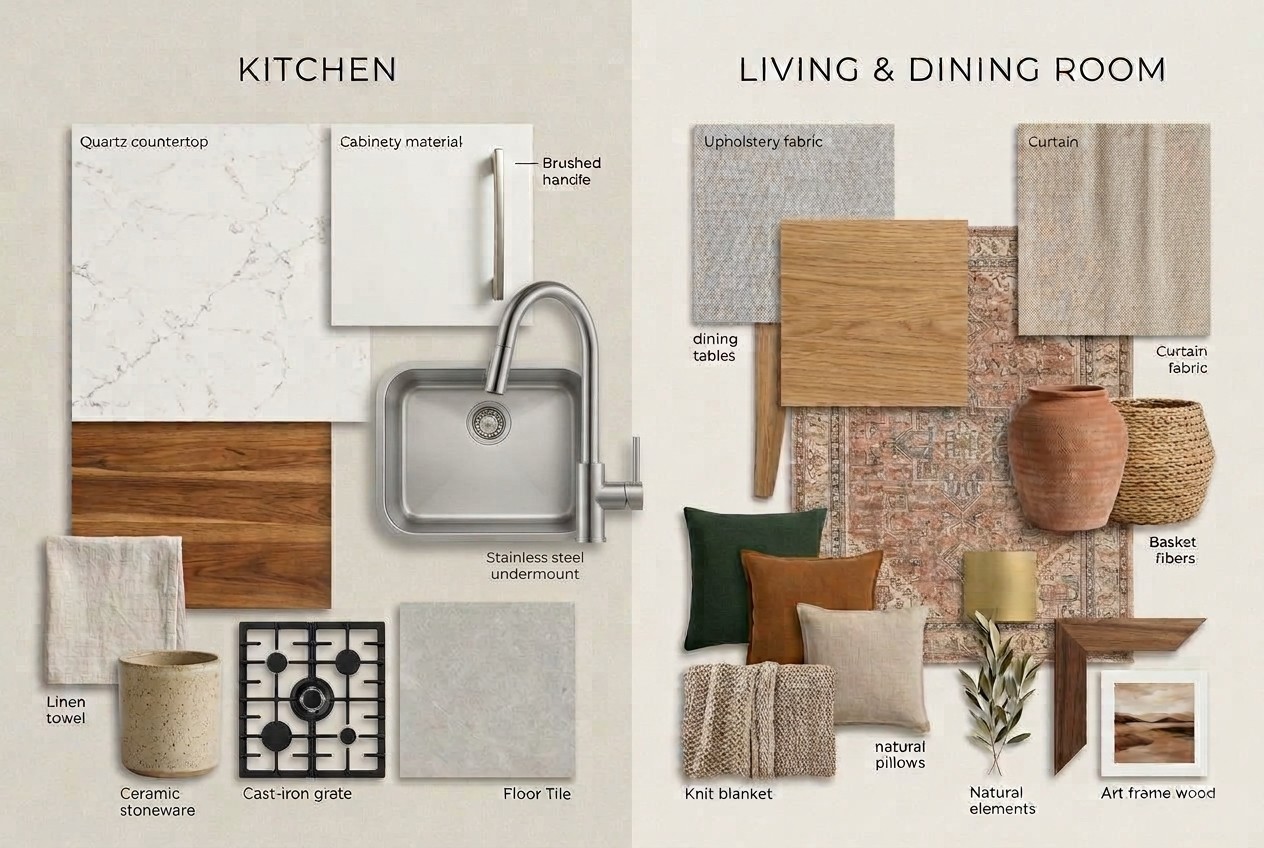 KITCHEN
Quartz countertop
Cabinety material
Brushed
handife
Stainless steel
undermount
Linen
towel
Ceramic
stoneware
Cast-iron grate
Floor Tile
LIVING & DINING ROOM
Upholstery fabric
Curtain
dining
tables
Curtain
fabric
Basket
fibers
natural
pillows
Knit blanket
Natural
elements
Art frame wood